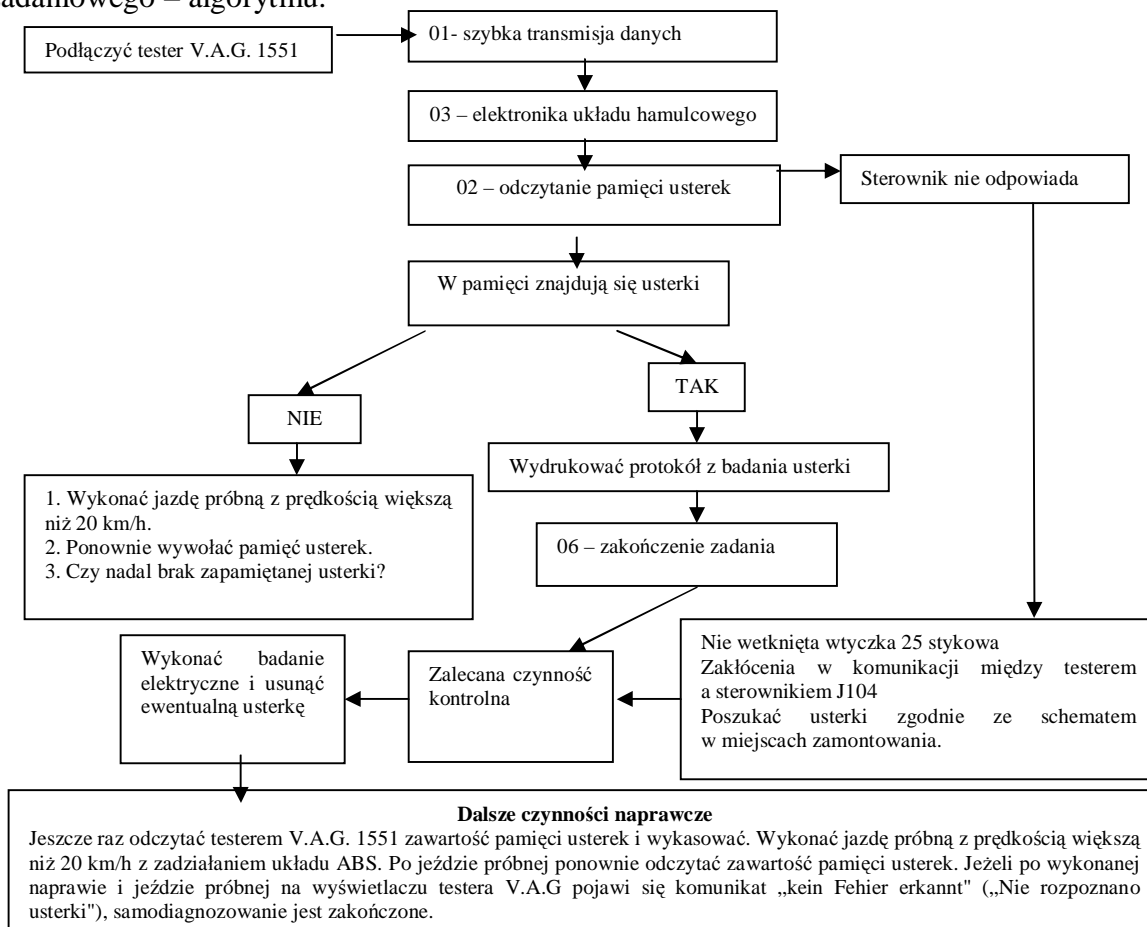 adaniowego – algorytmu.
Podłączyć tester V.A.G. 1551
01- szybka transmisja danych
03 – elektronika układu hamulcowego
02 – odczytanie pamięci usterek
Sterownik nie odpowiada
W pamięci znajdują się usterki
TAK
NIE
Wydrukować protokół z badania usterki
1. Wykonać jazdę próbną z prędkością większą
niż 20 km/h.
2. Ponownie wywołać pamięć usterek.
3. Czy nadal brak zapamiętanej usterki?
06 – zakończenie zadania
Wykonać badanie
elektryczne i usunąć
ewentualną usterkę
Zalecana czynność
kontrolna
Nie wetknięta wtyczka 25 stykowa
Zakłócenia w komunikacji między testerem
a sterownikiem J104
Poszukać usterki zgodnie ze schematem
w miejscach zamontowania.
Dalsze czynności naprawcze
Jeszcze raz odczytać testerem V.A.G. 1551 zawartość pamięci usterek i wykasować. Wykonać jazdę próbną z prędkością większą
niż 20 km/h z zadziałaniem układu ABS. Po jeździe próbnej ponownie odczytać zawartość pamięci usterek. Jeżeli po wykonanej
naprawie i jeździe próbnej na wyświetlaczu testera V.A.G pojawi się komunikat „kein Fehier erkannt" („Nie rozpoznano
usterki"), samodiagnozowanie jest zakończone.